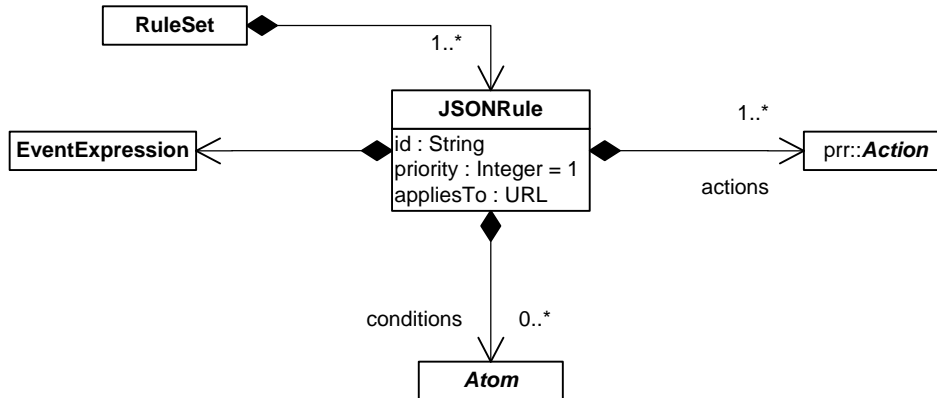 RuleSet
1..*
JSONRule
id : String
priority : Integer = 1
appliesTo : URL
EventExpression
1..*
prr::Action
actions
conditions
0..*
Atom